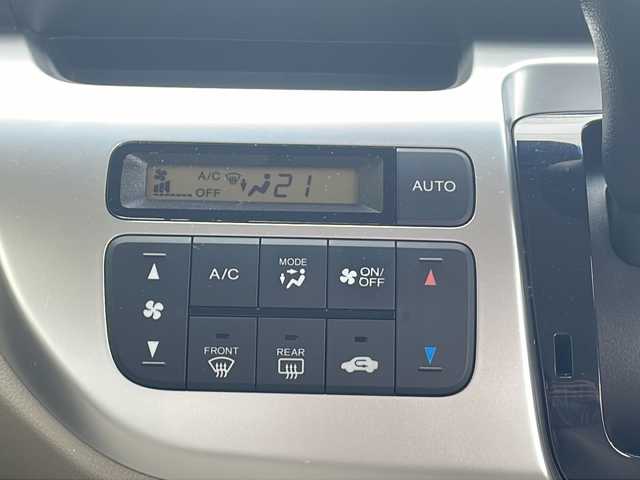 A/C
OFF
21
AUTO
A/C
MODE
ON/
OFF
FRONT
REAR